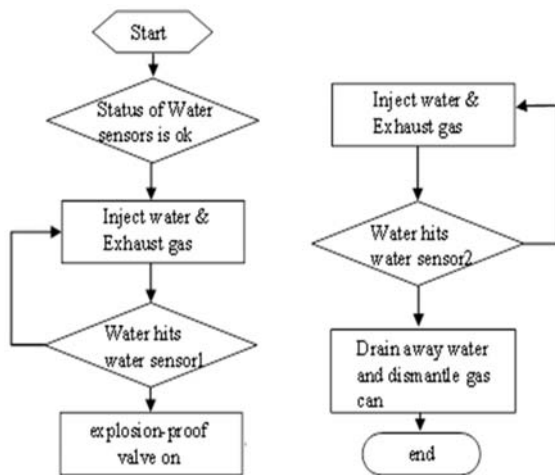 Start
Status of Water
sensors is ok
Inject water &
Exhaust gas
Water hits
water sensor1
explosion-proof
valve on
Inject water &
Exhaust gas
Water hits
water sensor2
Drain away water
and dismantle gas
can
end